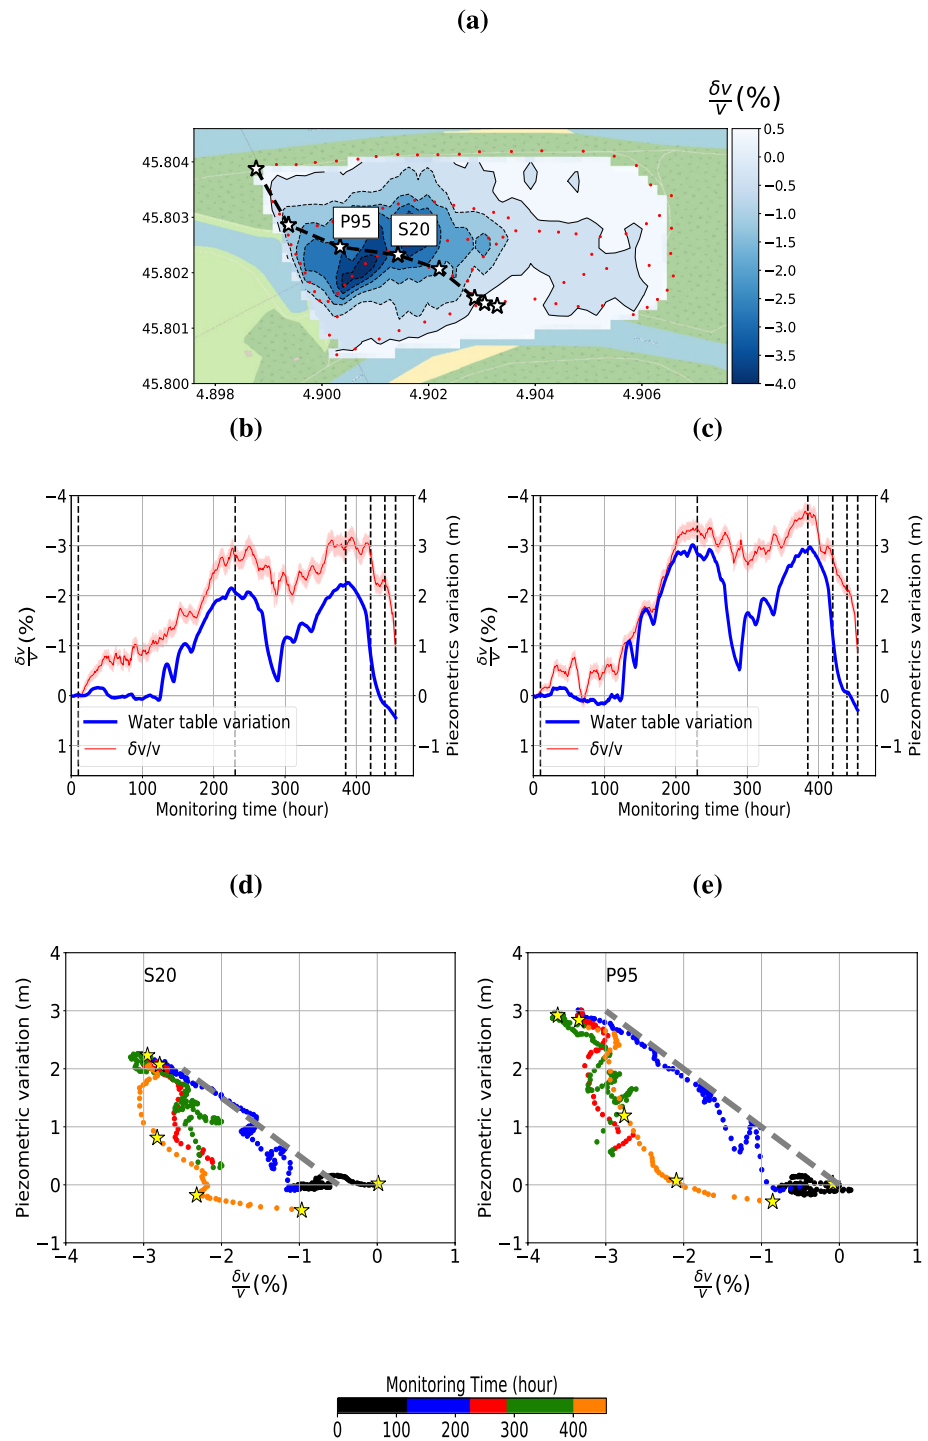 (a)
δv/v (%)
45.804
45.803
45.802
45.801
45.800
P95
S20
0.5
0.0
−0.5
−1.0
−1.5
−2.0
−2.5
−3.0
−3.5
−4.0
4.898 4.900 4.902 4.904 4.906
(b)
−4
−3
−2
−1
0
1
δv/v (%)
4
3
2
1
0
−1
Piezometrics variation (m)
Water table variation
δv/v
0 100 200 300 400
Monitoring time (hour)
(c)
−4
−3
−2
−1
0
1
δv/v (%)
4
3
2
1
0
−1
Piezometrics variation (m)
Water table variation
δv/v
0 100 200 300 400
Monitoring time (hour)
(d)
S20
4
3
2
1
0
−1
Piezometric variation (m)
−4 −3 −2 −1 0 1
δv/v (%)
(e)
P95
4
3
2
1
0
−1
Piezometric variation (m)
−4 −3 −2 −1 0 1
δv/v (%)
Monitoring Time (hour)
0 100 200 300 400